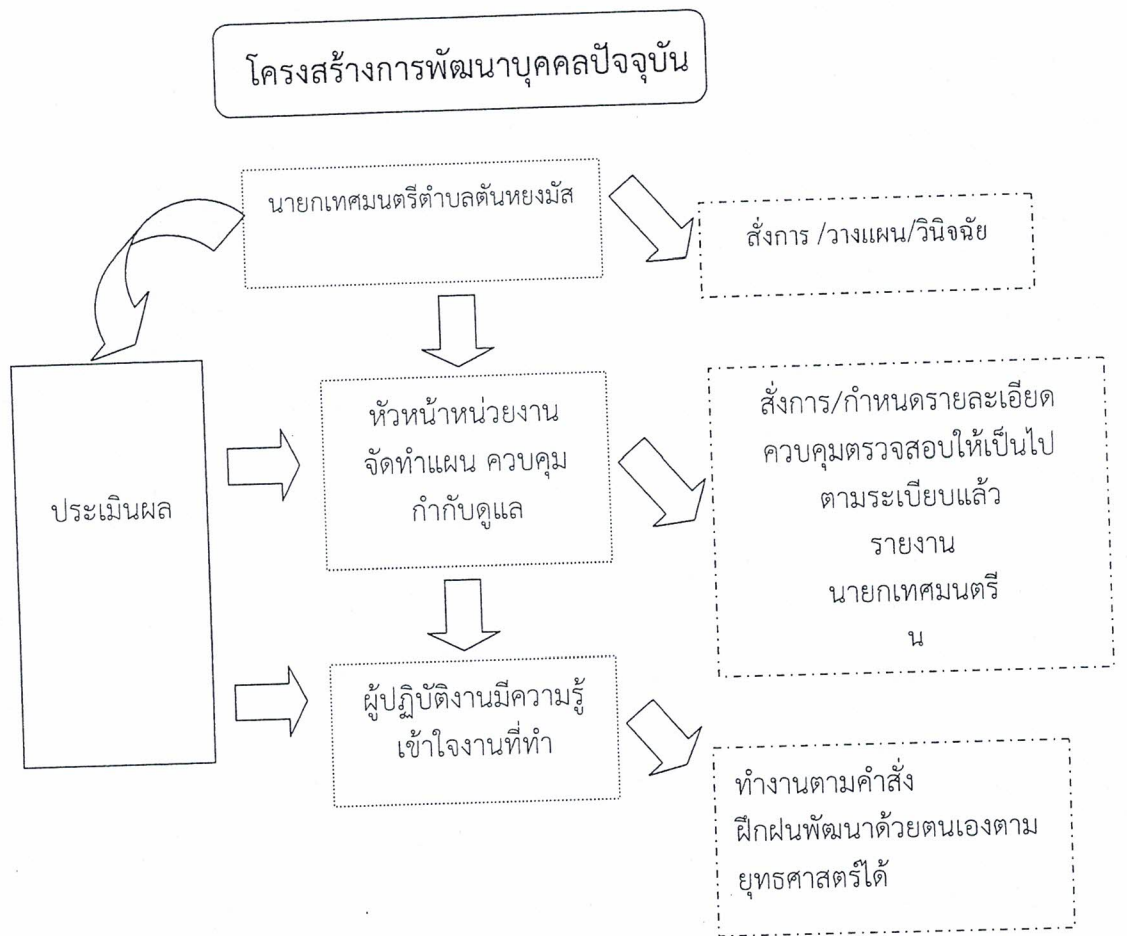 โครงสร้างการพัฒนาบุคคลปัจจุบัน
นายกเทศมนตรีตำบลตันหยงมัส
สั่งการ /วางแผน/วินิจฉัย
ประเมินผล
หัวหน้าหน่วยงาน
จัดทำแผน ควบคุม
กำกับดูแล
สั่งการ/กำหนดรายละเอียด
ควบคุมตรวจสอบให้เป็นไป
ตามระเบียบแล้ว
รายงาน
นายกเทศมนตรี
น
ผู้ปฏิบัติงานมีความรู้
เข้าใจงานที่ทำ
ทำงานตามคำสั่ง
ฝึกฝนพัฒนาด้วยตนเองตาม
ยุทธศาสตร์ได้